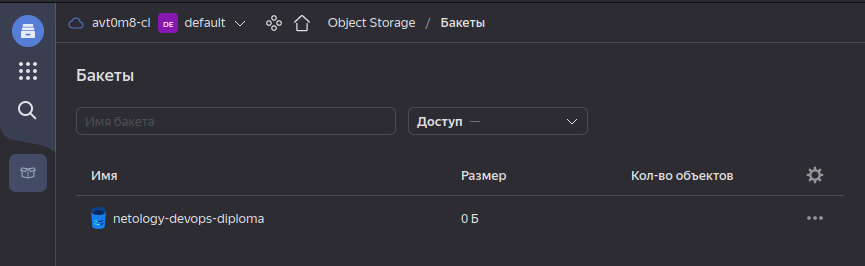 avt0m8-cl DE default Object Storage / Бакеты
Бакеты
Имя бакета Доступ —
Имя Размер Кол-во объектов
netology-devops-diploma 0 Б